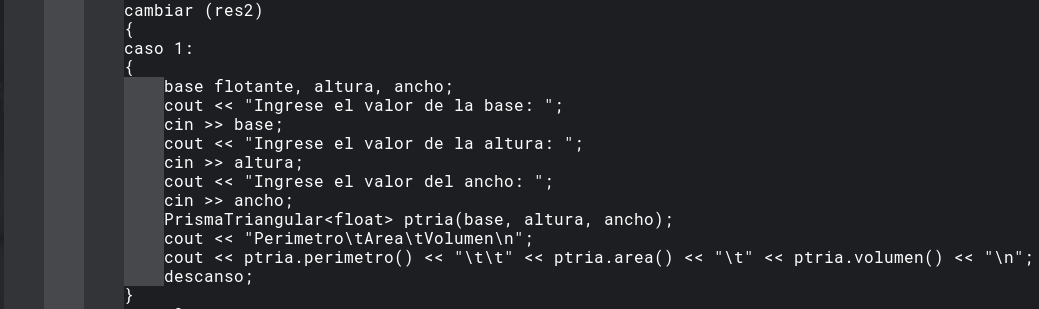 cambiar (res2)
{
caso 1:
{
base flotante, altura, ancho;
cout << "Ingrese el valor de la base: ";
cin >> base;
cout << "Ingrese el valor de la altura: ";
cin >> altura;
cout << "Ingrese el valor del ancho: ";
cin >> ancho;
PrismaTriangular<float> ptria(base, altura, ancho);
cout << "Perimetro\tArea\tVolumen\n";
cout << ptria.perimetro() << "\t\t" << ptria.area() << "\t" << ptria.volumen() << "\n";
descanso;
}